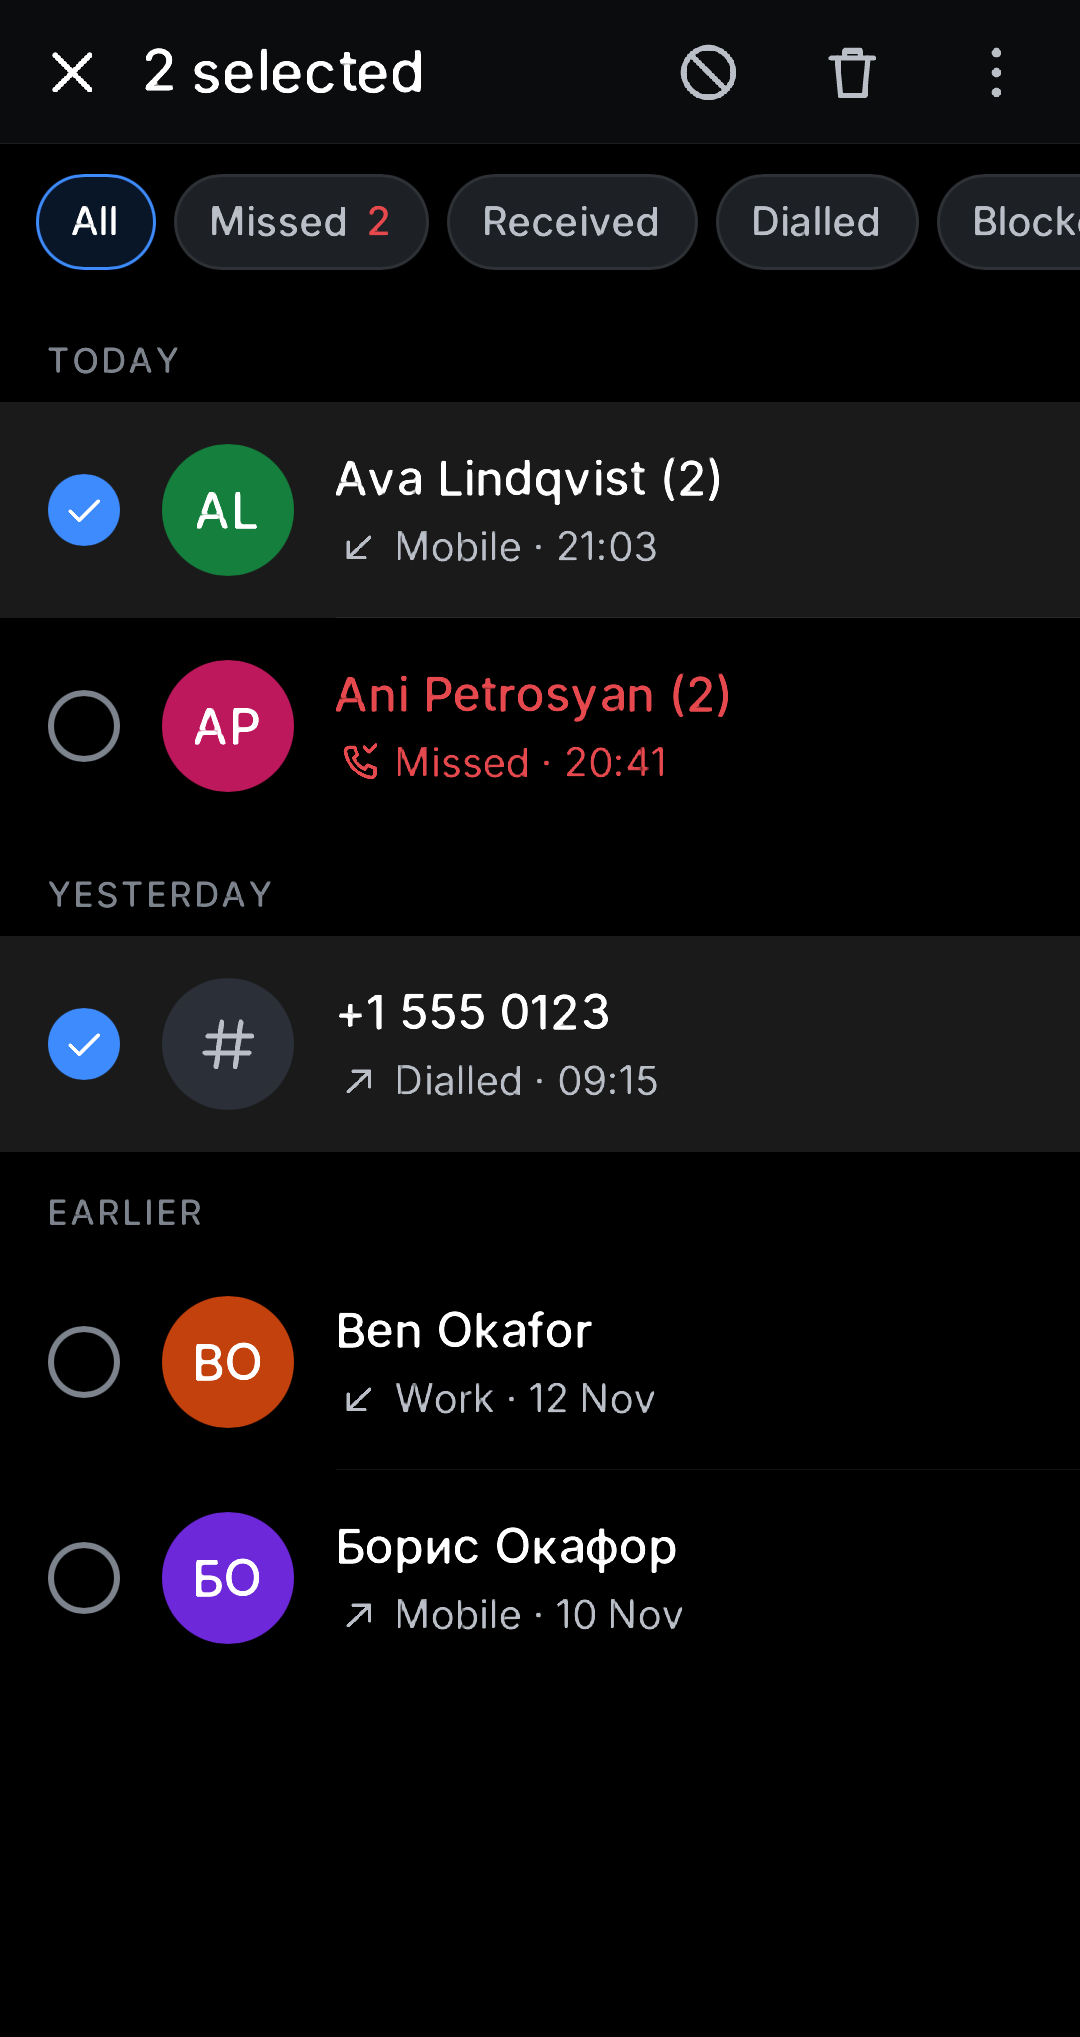 2 selected
All Missed 2 Received Dialled
TODAY
AL
Ava Lindqvist (2)
Mobile · 21:03
AP
Ani Petrosyan (2)
Missed · 20:41
YESTERDAY
#
+1 555 0123
Dialled · 09:15
EARLIER
BO
Ben Okafor
Work · 12 Nov
БО
Борис Окафор
Mobile · 10 Nov